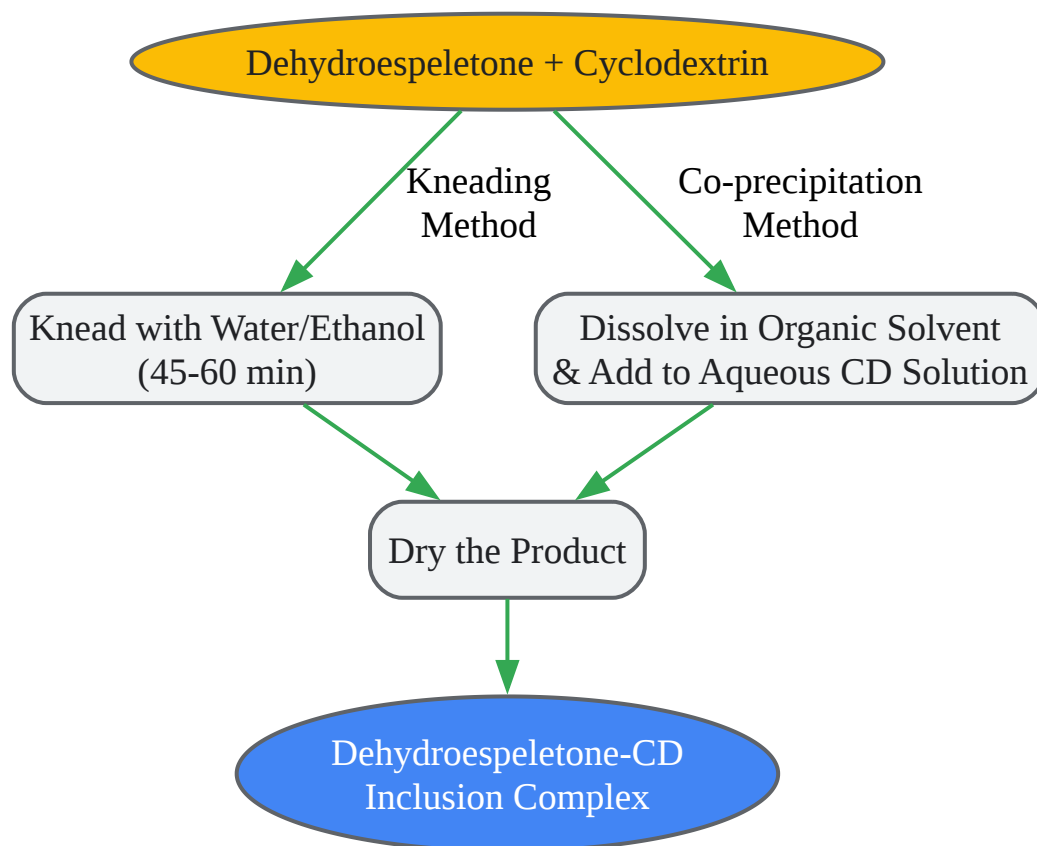 Dehydroespeletone + Cyclodextrin
Kneading
Method
Co-precipitation
Method
Knead with Water/Ethanol
(45-60 min)
Dissolve in Organic Solvent
& Add to Aqueous CD Solution
Dry the Product
Dehydroespeletone-CD
Inclusion Complex